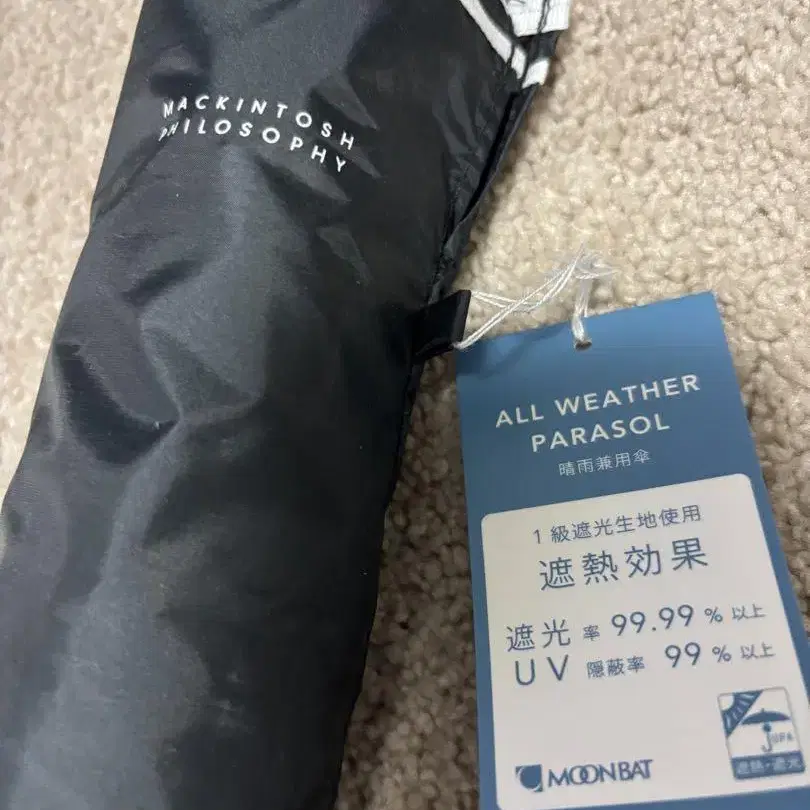 MACKINTOSH
PHILOSOPHY
ALL WEATHER
PARASOL
晴雨兼用傘
1級遮光生地使用
遮熱効果
遮光率 99.99%以上
UV 隠蔽率 99%以上
JUPA
遮熱・遮光
MOONBAT